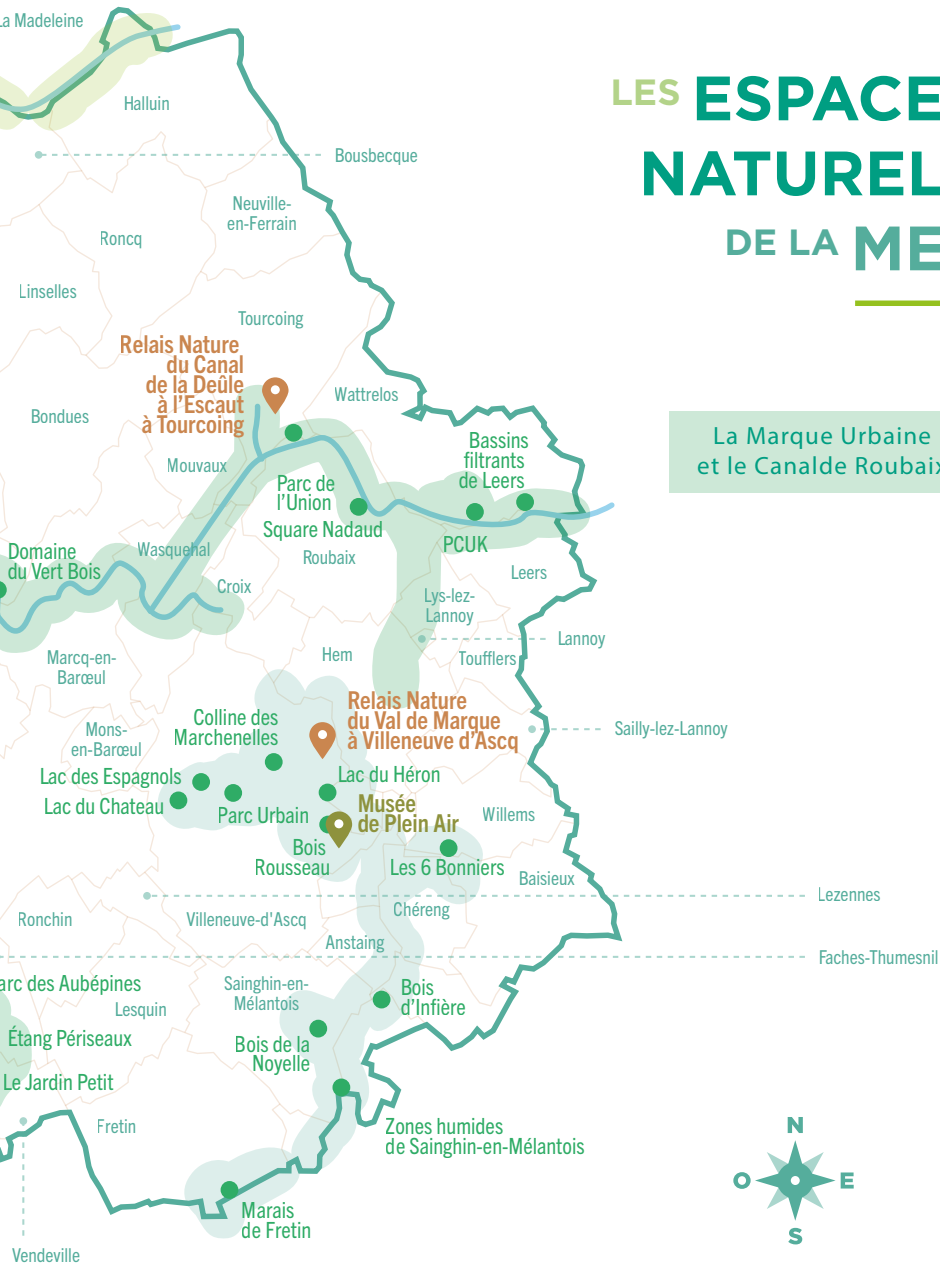 La Madeleine
LES ESPACE
NATUREL
DE LA ME
Halluin
Bousbecque
Neuville-
en-Ferrain
Roncq
Linselles
Tourcoing
Relais Nature
du Canal
de la Deûle
à l'Escaut
à Tourcoing
Wattrelos
Bondues
Mouvaux
Bassins
filtrants
de Leers
La Marque Urbaine
et le Canalde Roubaix
Parc de
l'Union
Square Nadaud
PCUK
Wasquehal
Roubaix
Domaine
du Vert Bois
Croix
Leers
Lys-lez-
Lannoy
Lannoy
Marcq-en-
Barœul
Hem
Toufflers
Relais Nature
du Val de Marque
à Villeneuve d'Ascq
Colline des
Marchenelles
Mons-
en-Barœul
Sailly-lez-Lannoy
Lac des Espagnols
Lac du Héron
Lac du Chateau
Parc Urbain
Musée
de Plein Air
Willems
Bois
Rousseau
Les 6 Bonniers
Baisieux
Lezennes
Ronchin
Villeneuve-d'Ascq
Chéreng
Anstaing
Faches-Thumesnil
arc des Aubépines
Sainghin-en-
Mélantois
Bois
d'Infière
Lesquin
Étang Périseaux
Bois de la
Noyelle
Le Jardin Petit
Fretin
Zones humides
de Sainghin-en-Mélantois
N
O E
S
Marais
de Fretin
Vendeville